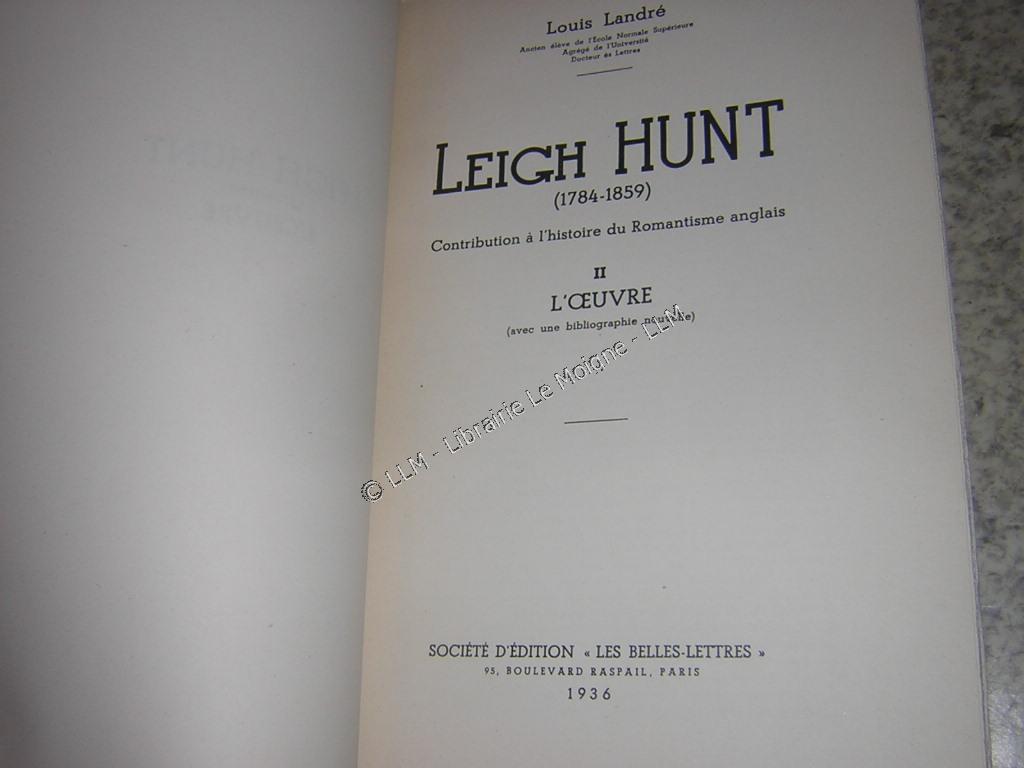 Louis Landré
Ancien élève de l'École Normale Supérieure
Agrégé de l'Université
Docteur ès Lettres
LEIGH HUNT
(1784-1859)
Contribution à l'histoire du Romantisme anglais
II
L'ŒUVRE
(avec une bibliographie nouvelle)
© LLM - Librairie Le Moigne - LLM
SOCIÉTÉ D'ÉDITION « LES BELLES-LETTRES »
95, BOULEVARD RASPAIL, PARIS
1936